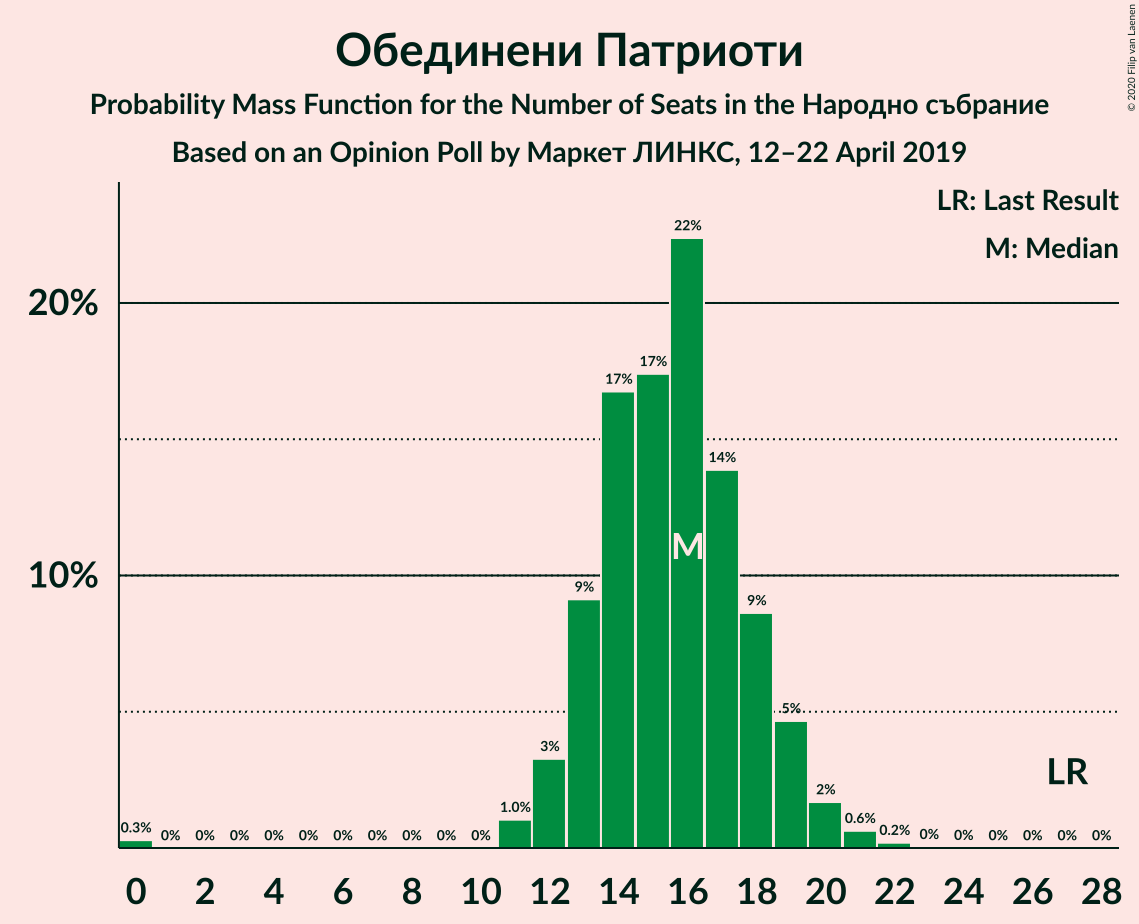 Обединени Патриоти
Probability Mass Function for the Number of Seats in the Народно събрание
Based on an Opinion Poll by Маркет ЛИНКС, 12–22 April 2019
© 2020 Filip van Laenen
LR: Last Result
M: Median
22%
20%
17%
17%
14%
M
10%
9%
9%
5%
LR
3%
2%
1.0%
0.6%
0.3% 0% 0% 0% 0% 0% 0% 0% 0% 0% 0% 0.2% 0% 0% 0% 0% 0% 0%
0 2 4 6 8 10 12 14 16 18 20 22 24 26 28